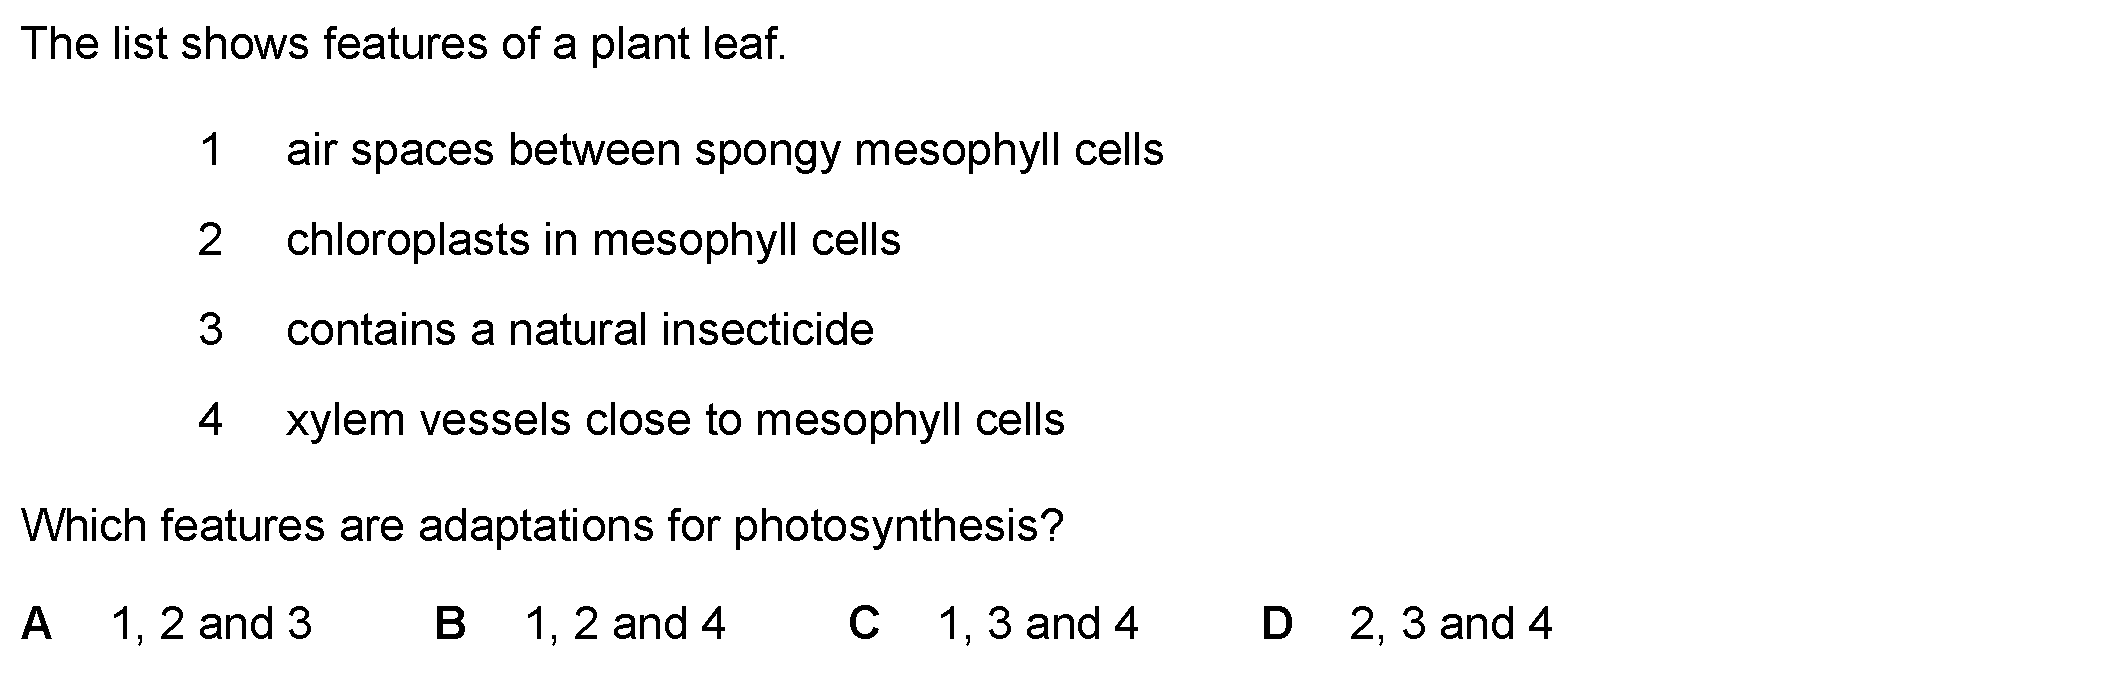 The list shows features of a plant leaf.
1 air spaces between spongy mesophyll cells
2 chloroplasts in mesophyll cells
3 contains a natural insecticide
4 xylem vessels close to mesophyll cells
Which features are adaptations for photosynthesis?
A 1, 2 and 3 B 1, 2 and 4 C 1, 3 and 4 D 2, 3 and 4